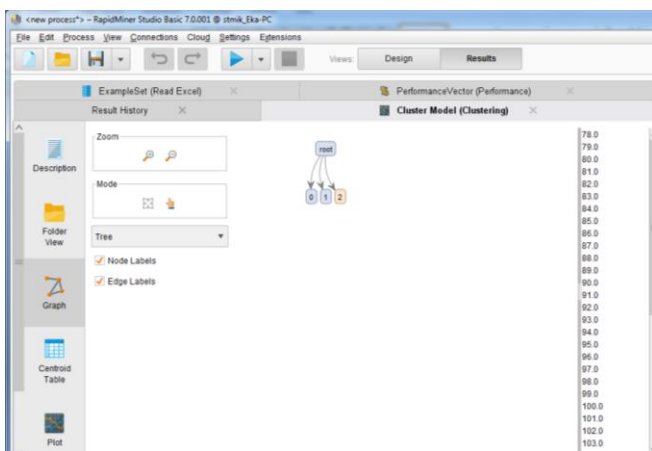 <new process*> – RapidMiner Studio Basic 7.0.001 @ stmik_Eka-PC
File Edit Process View Connections Cloud Settings Extensions
Views: Design Results
ExampleSet (Read Excel) PerformanceVector (Performance)
Result History Cluster Model (Clustering)
Description
Folder View
Graph
Centroid Table
Plot
Zoom
Mode
Tree
Node Labels
Edge Labels
root
0 1 2
78.0
79.0
80.0
81.0
82.0
83.0
84.0
85.0
86.0
87.0
88.0
89.0
90.0
91.0
92.0
93.0
94.0
95.0
96.0
97.0
98.0
99.0
100.0
101.0
102.0
103.0